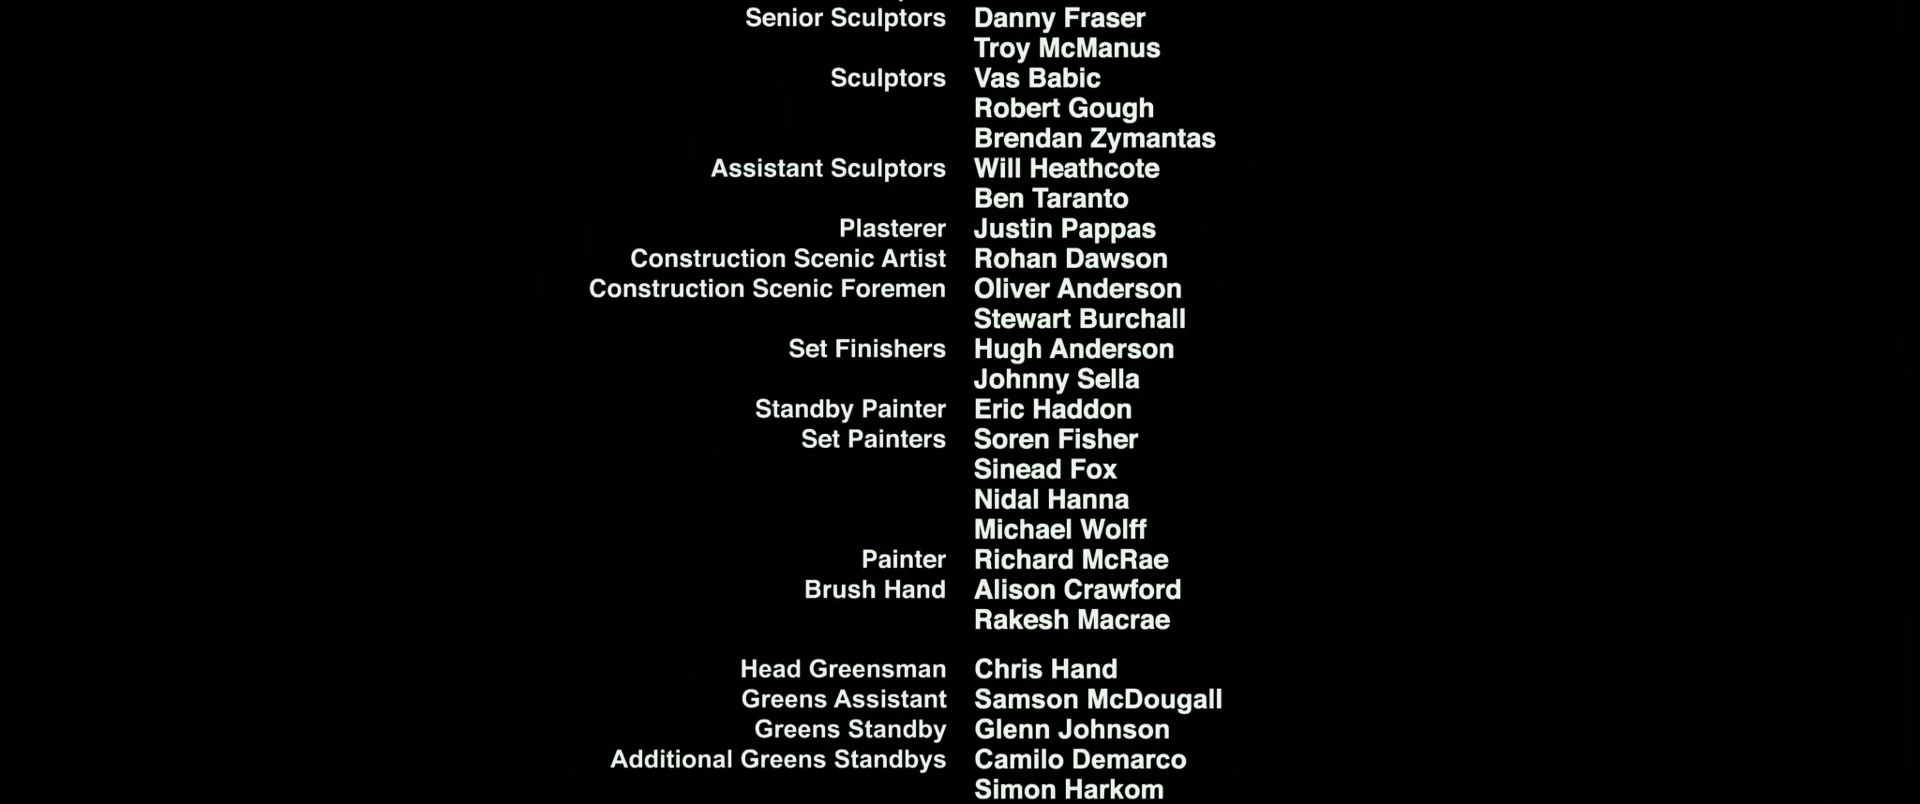 Senior Sculptors Danny Fraser
Troy McManus
Sculptors Vas Babic
Robert Gough
Brendan Zymantas
Assistant Sculptors Will Heathcote
Ben Taranto
Plasterer Justin Pappas
Construction Scenic Artist Rohan Dawson
Construction Scenic Foremen Oliver Anderson
Stewart Burchall
Set Finishers Hugh Anderson
Johnny Sella
Standby Painter Eric Haddon
Set Painters Soren Fisher
Sinead Fox
Nidal Hanna
Michael Wolff
Painter Richard McRae
Brush Hand Alison Crawford
Rakesh Macrae
Head Greensman Chris Hand
Greens Assistant Samson McDougall
Greens Standby Glenn Johnson
Additional Greens Standbys Camilo Demarco
Simon Harkom